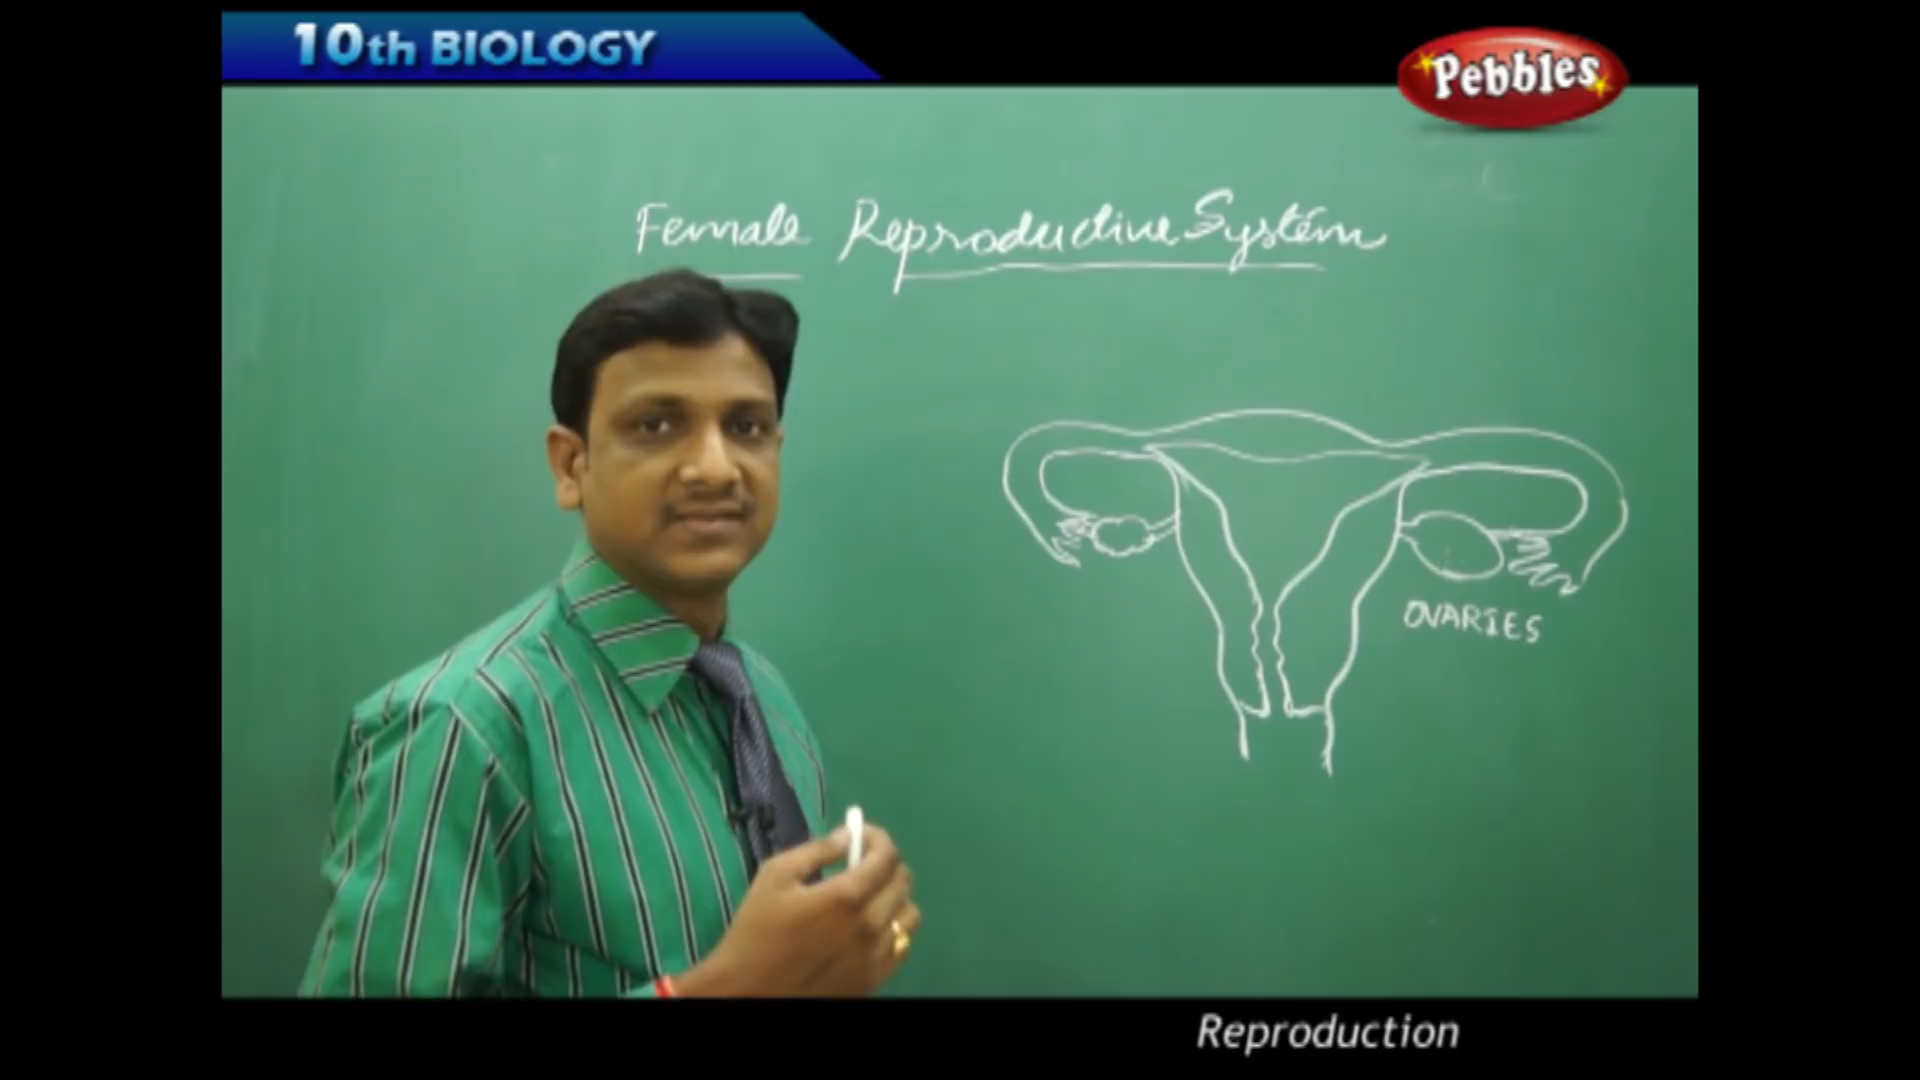 10th BIOLOGY
Pebbles
Female Reproductive System
OVARIES
Reproduction